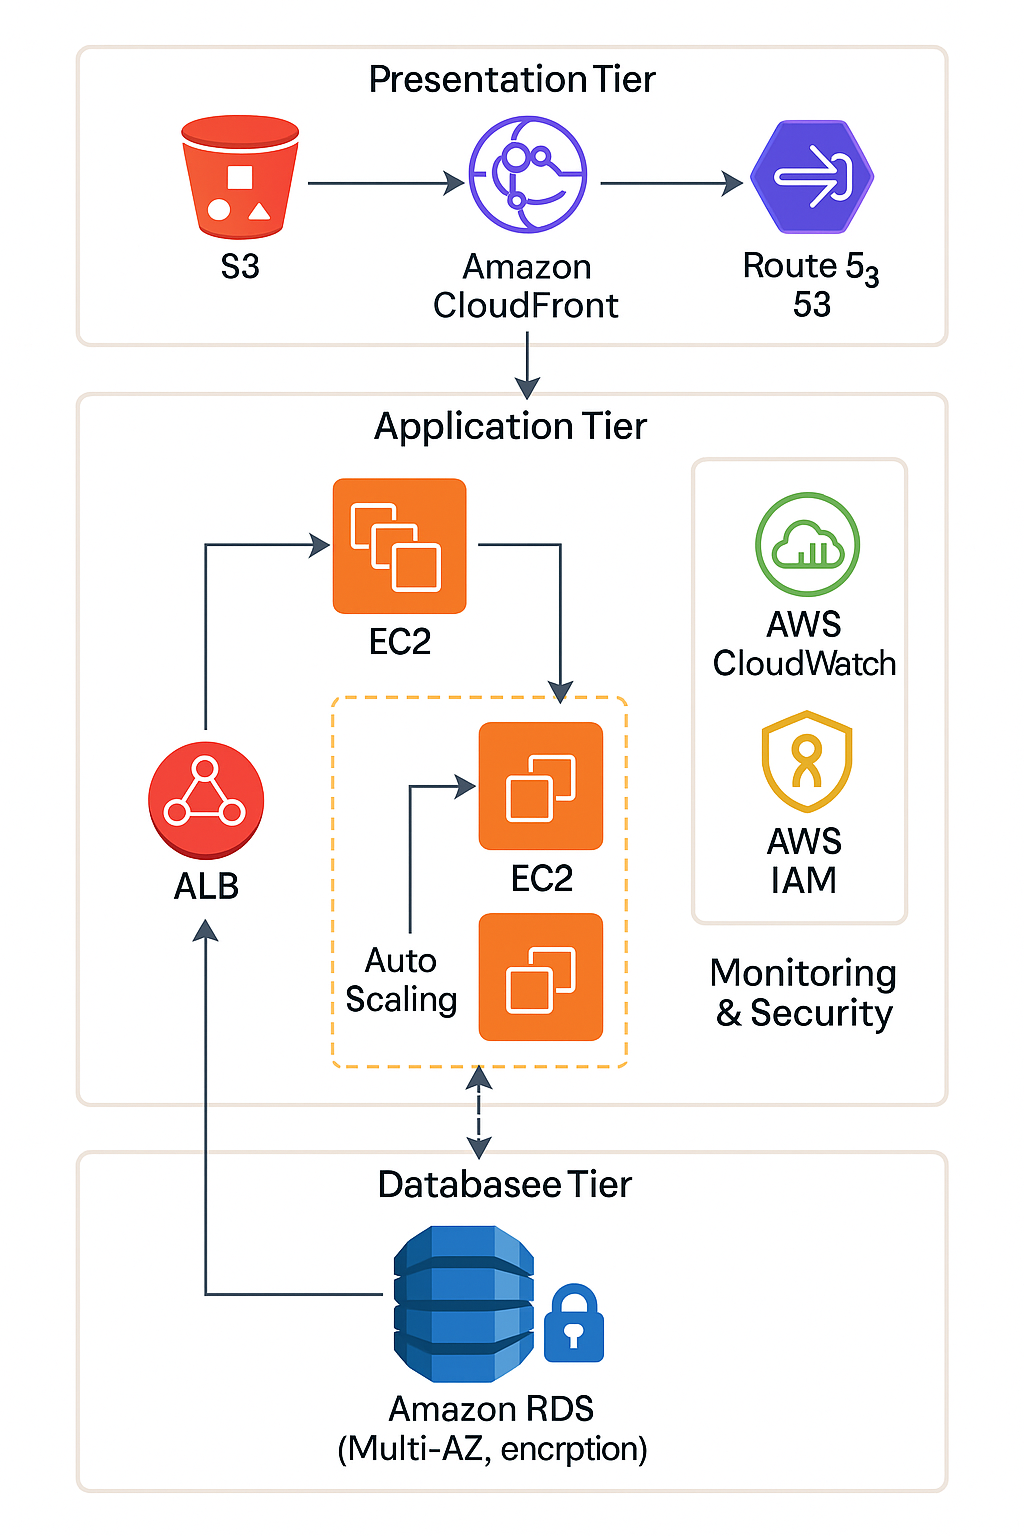 Presentation Tier
S3
Amazon
CloudFront
Route 53
53
Application Tier
EC2
AWS
CloudWatch
AWS
IAM
ALB
EC2
Auto
Scaling
Monitoring
& Security
Databasee Tier
Amazon RDS
(Multi-AZ, encrption)